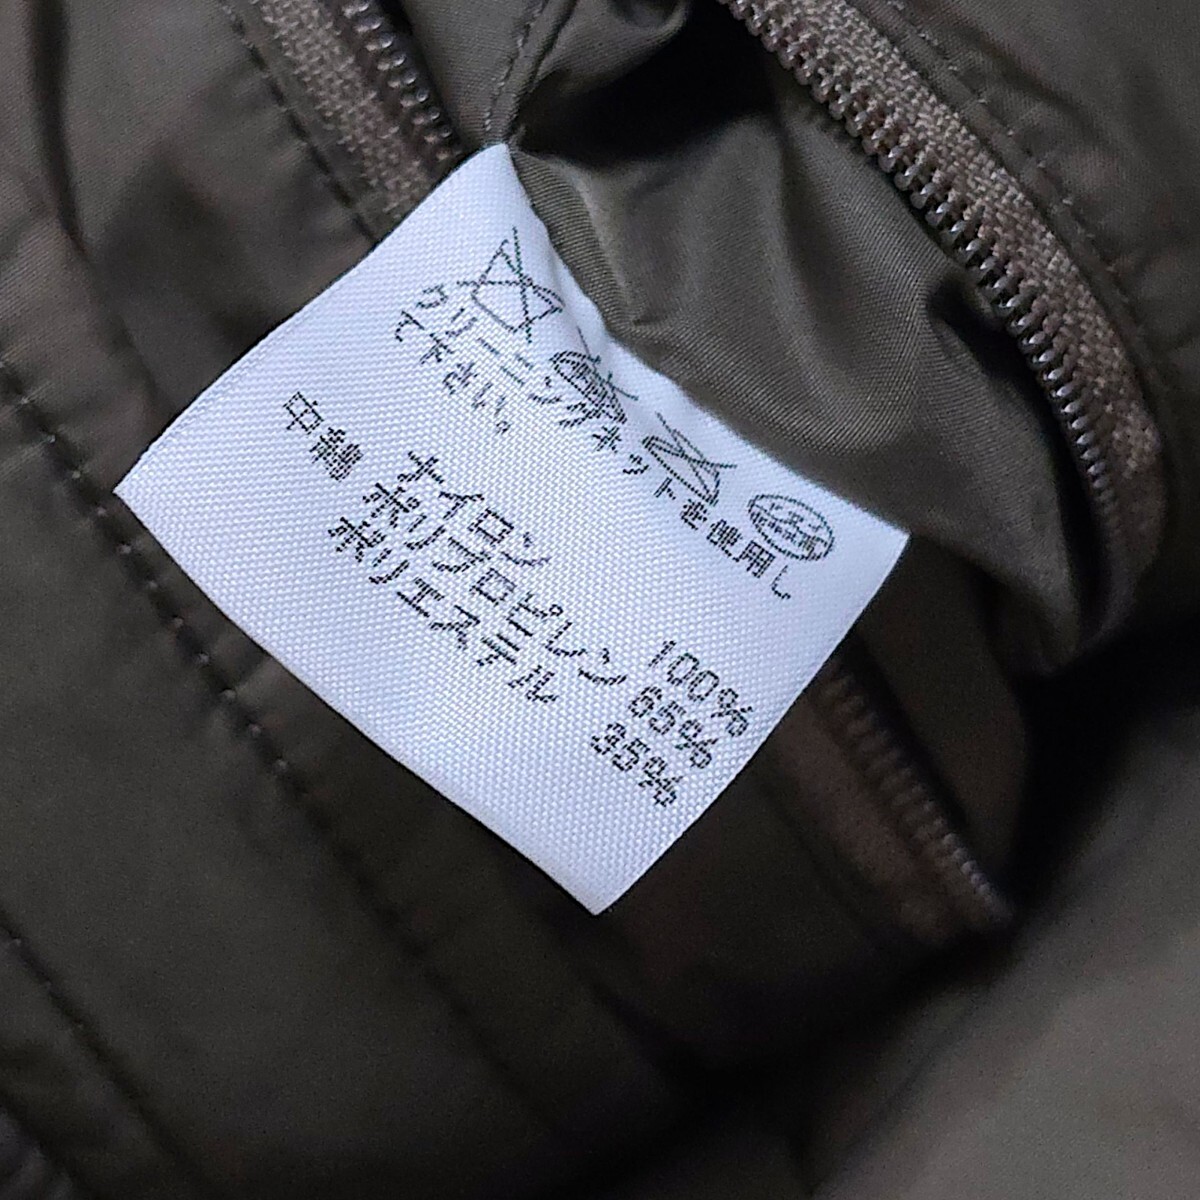 クリーニングネットを使用し
て下さい。
ナイロン 100%
中綿 ポリプロピレン 65%
ポリエステル 35%